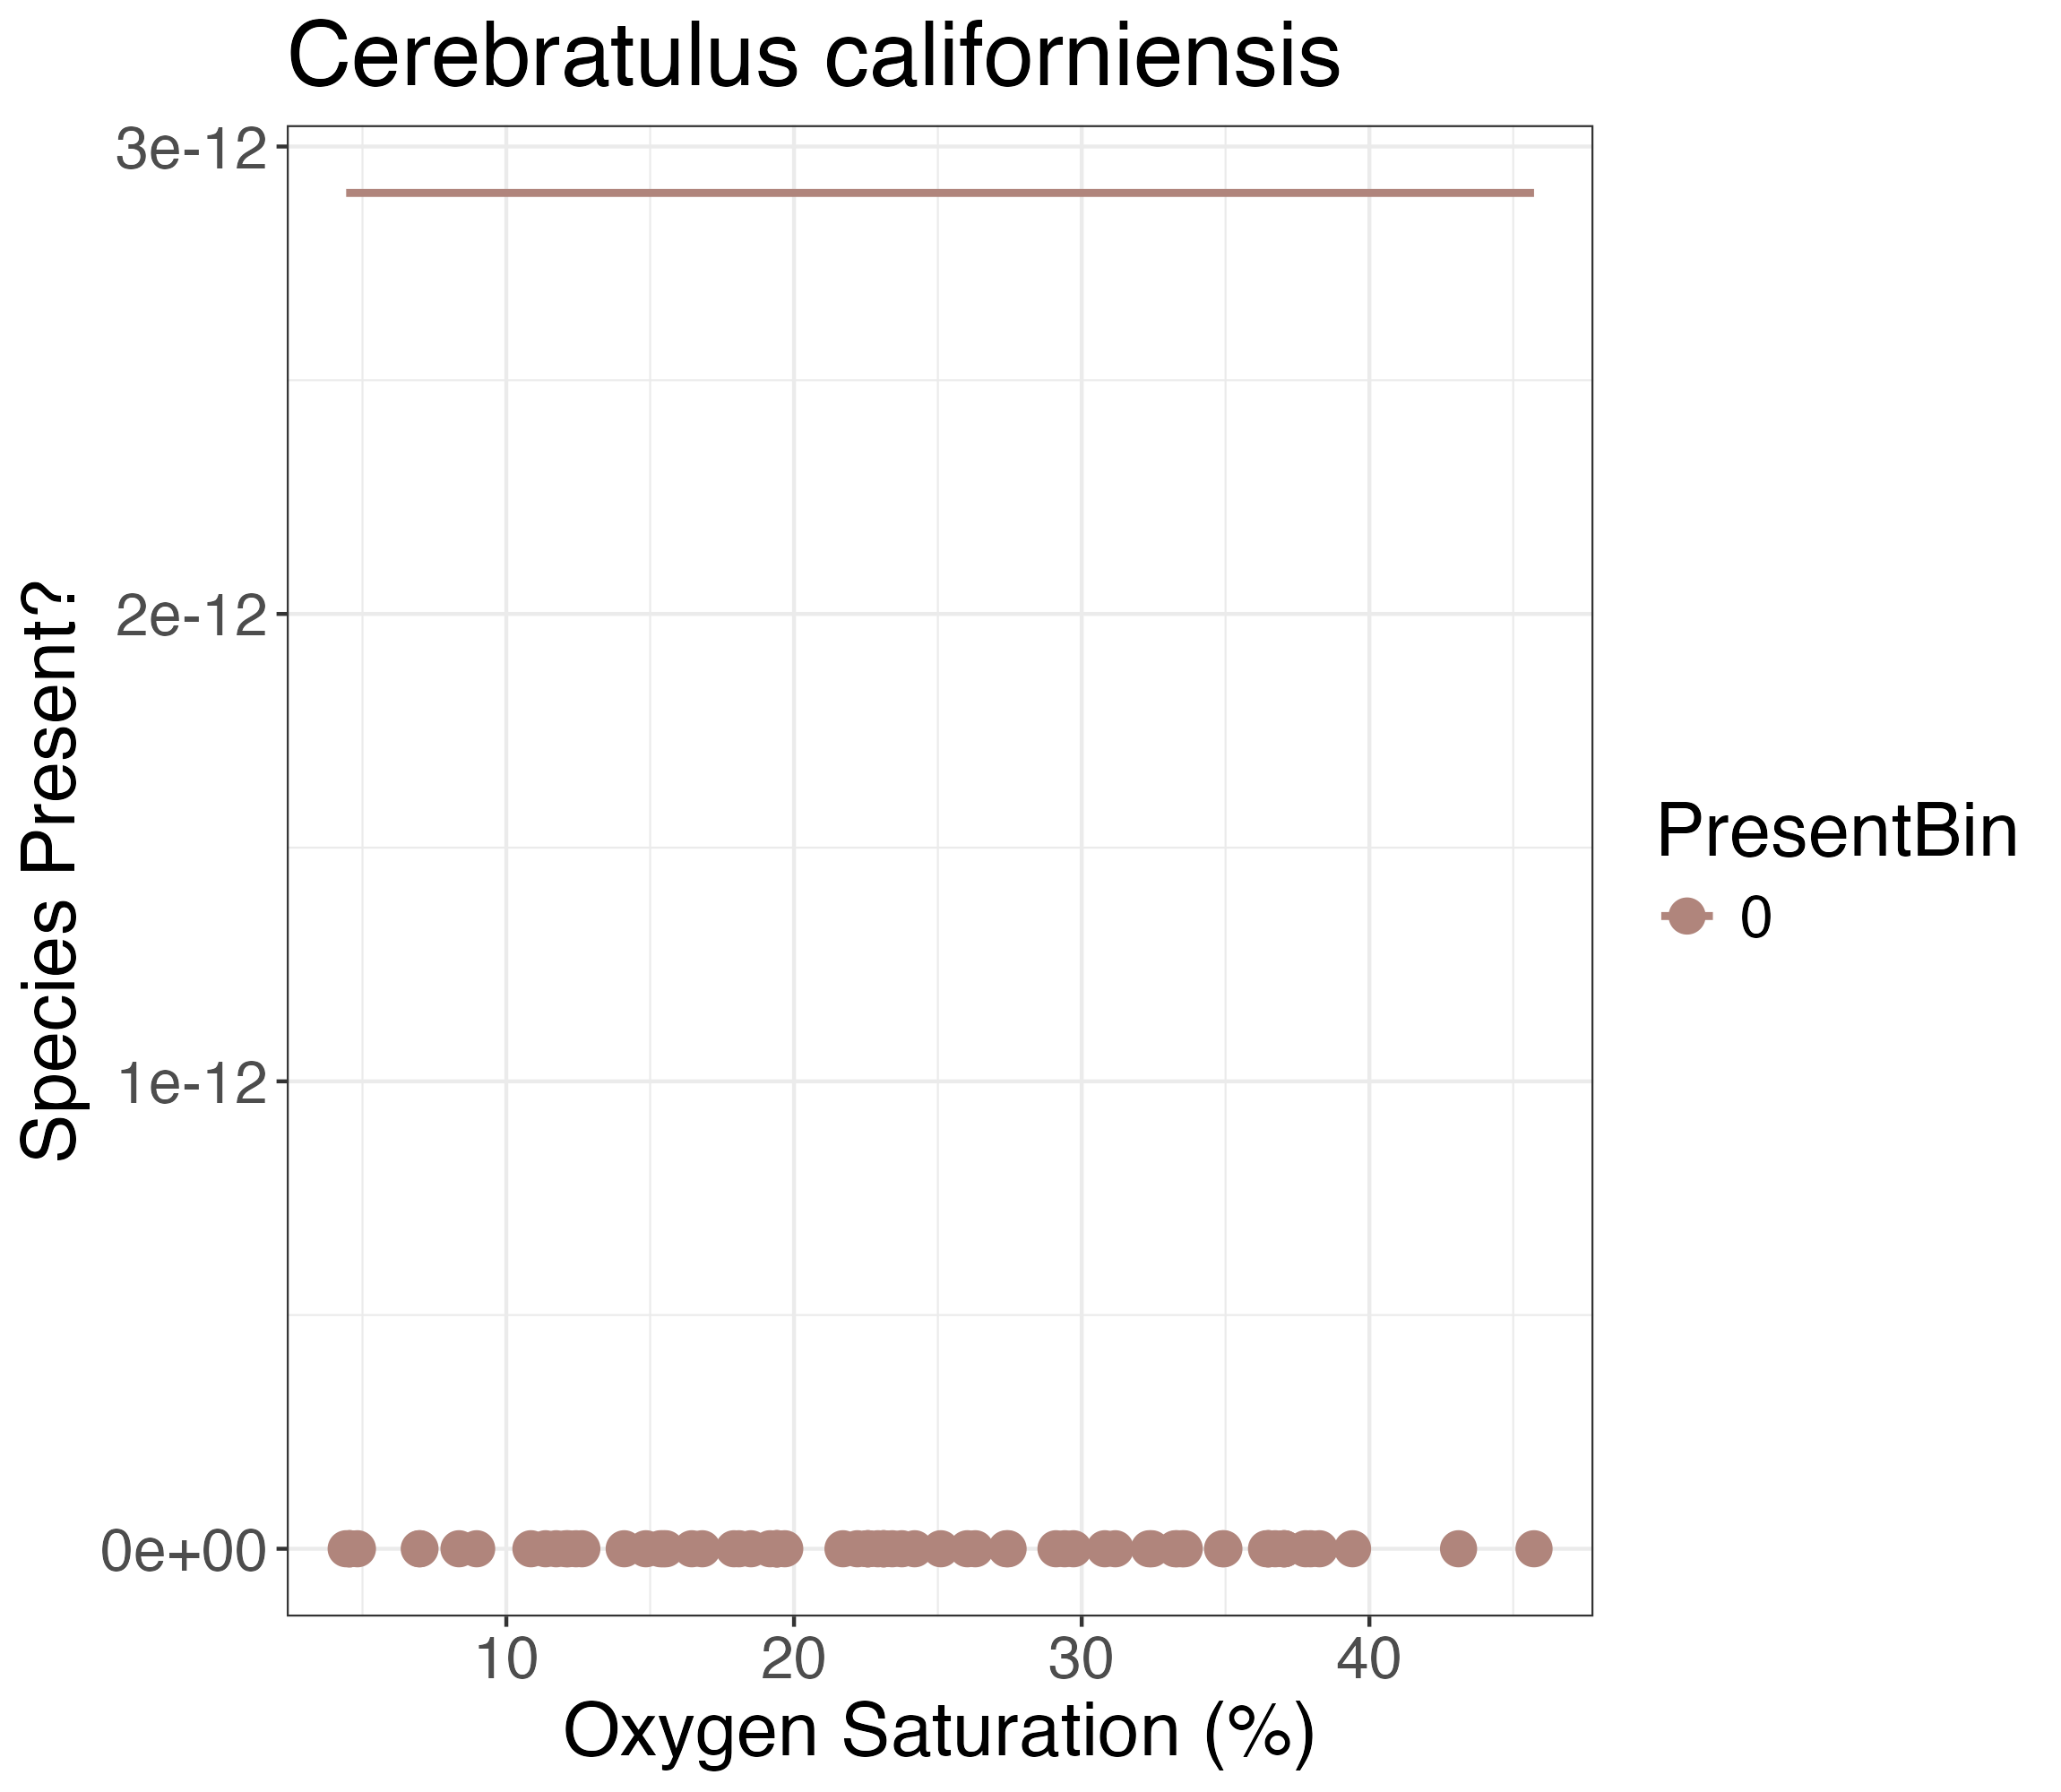 Cerebratulus californiensis
3e-12
2e-12
1e-12
0e+00
Species Present?
10 20 30 40
Oxygen Saturation (%)
PresentBin
0